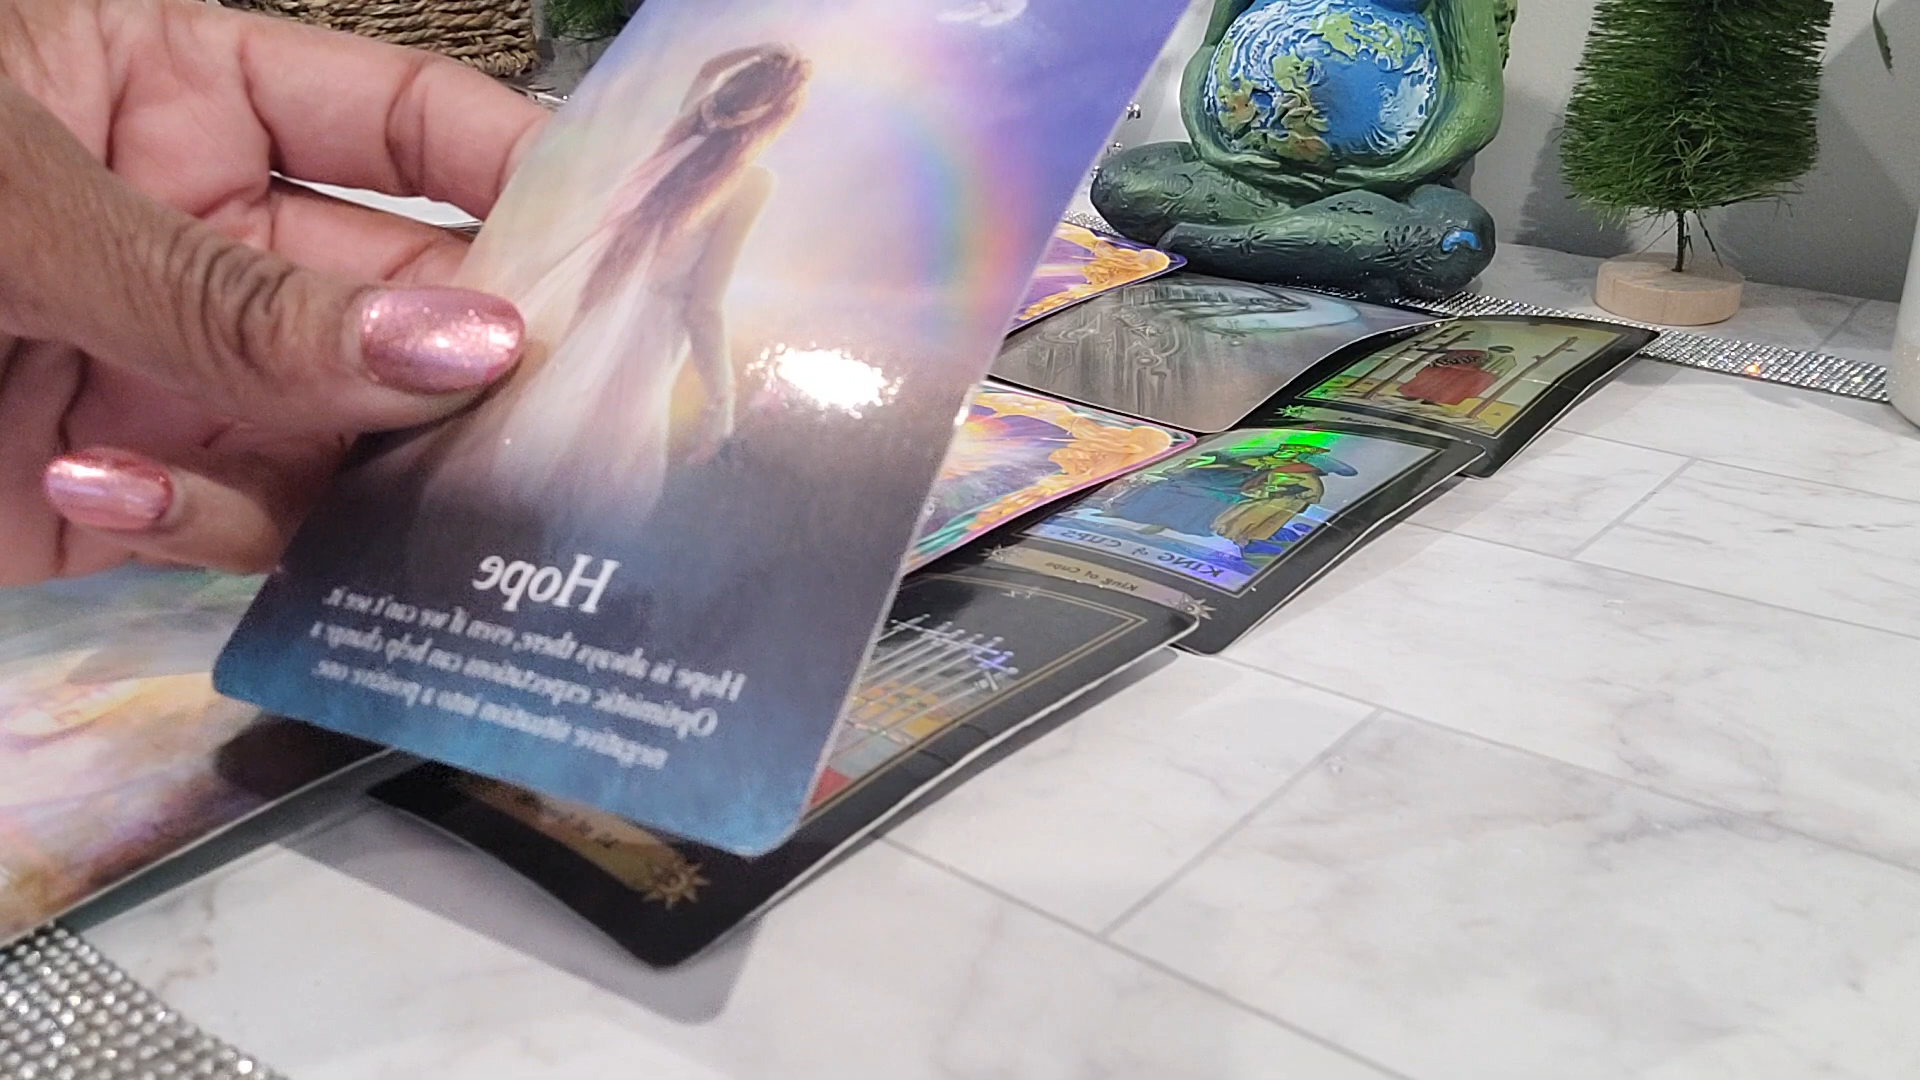 Hope
Hope is always there, even if we can't see it.
Optimistic expectations can help change a
negative situation into a positive one.
KING of CUPS
King of Cups